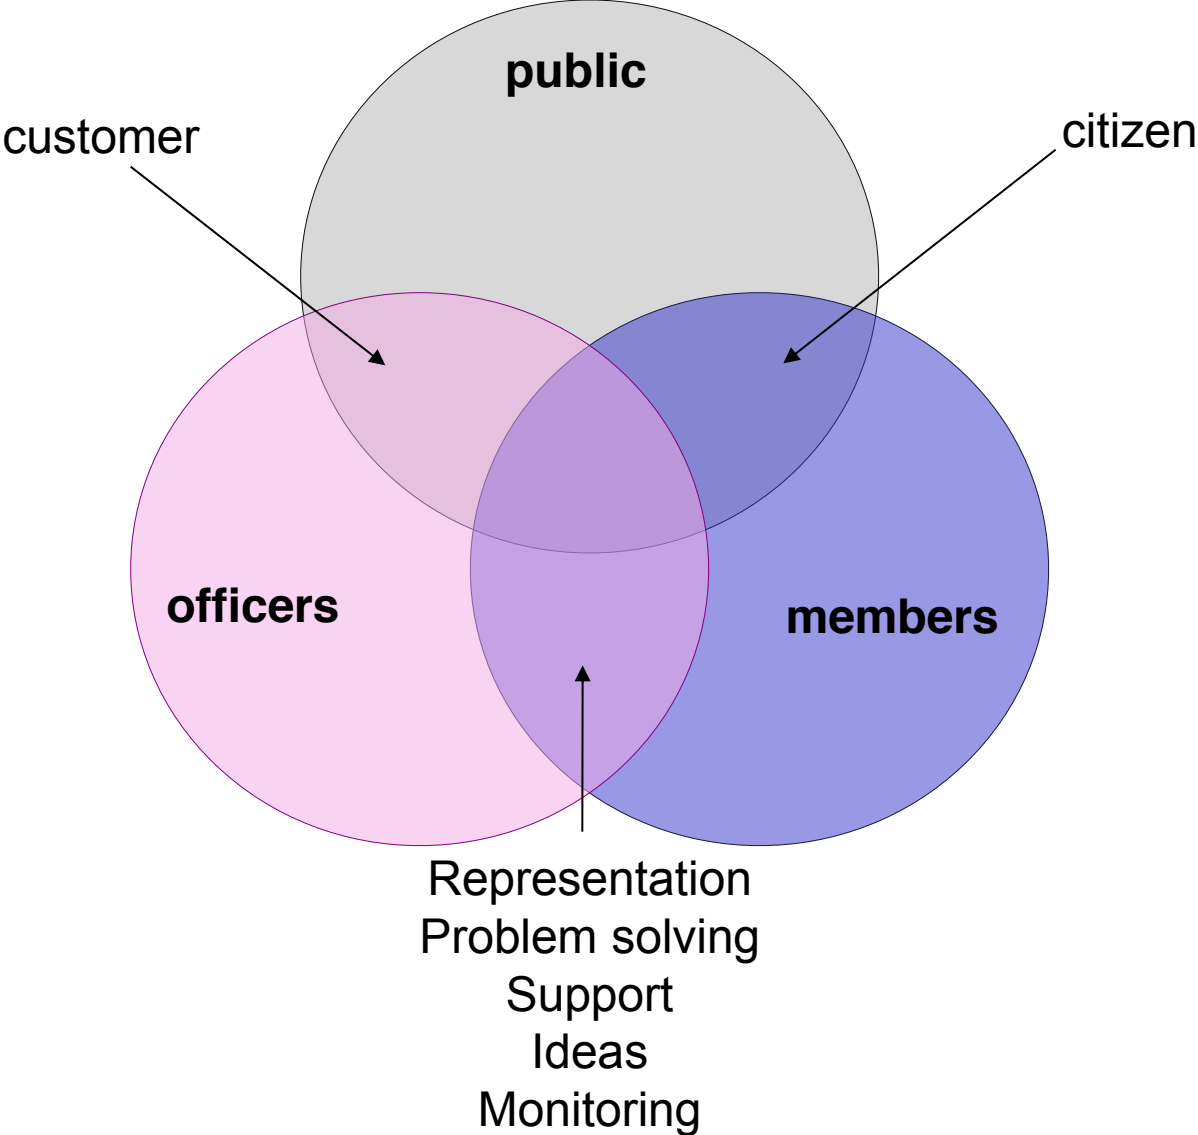 public
customer
citizen
officers
members
Representation
Problem solving
Support
Ideas
Monitoring